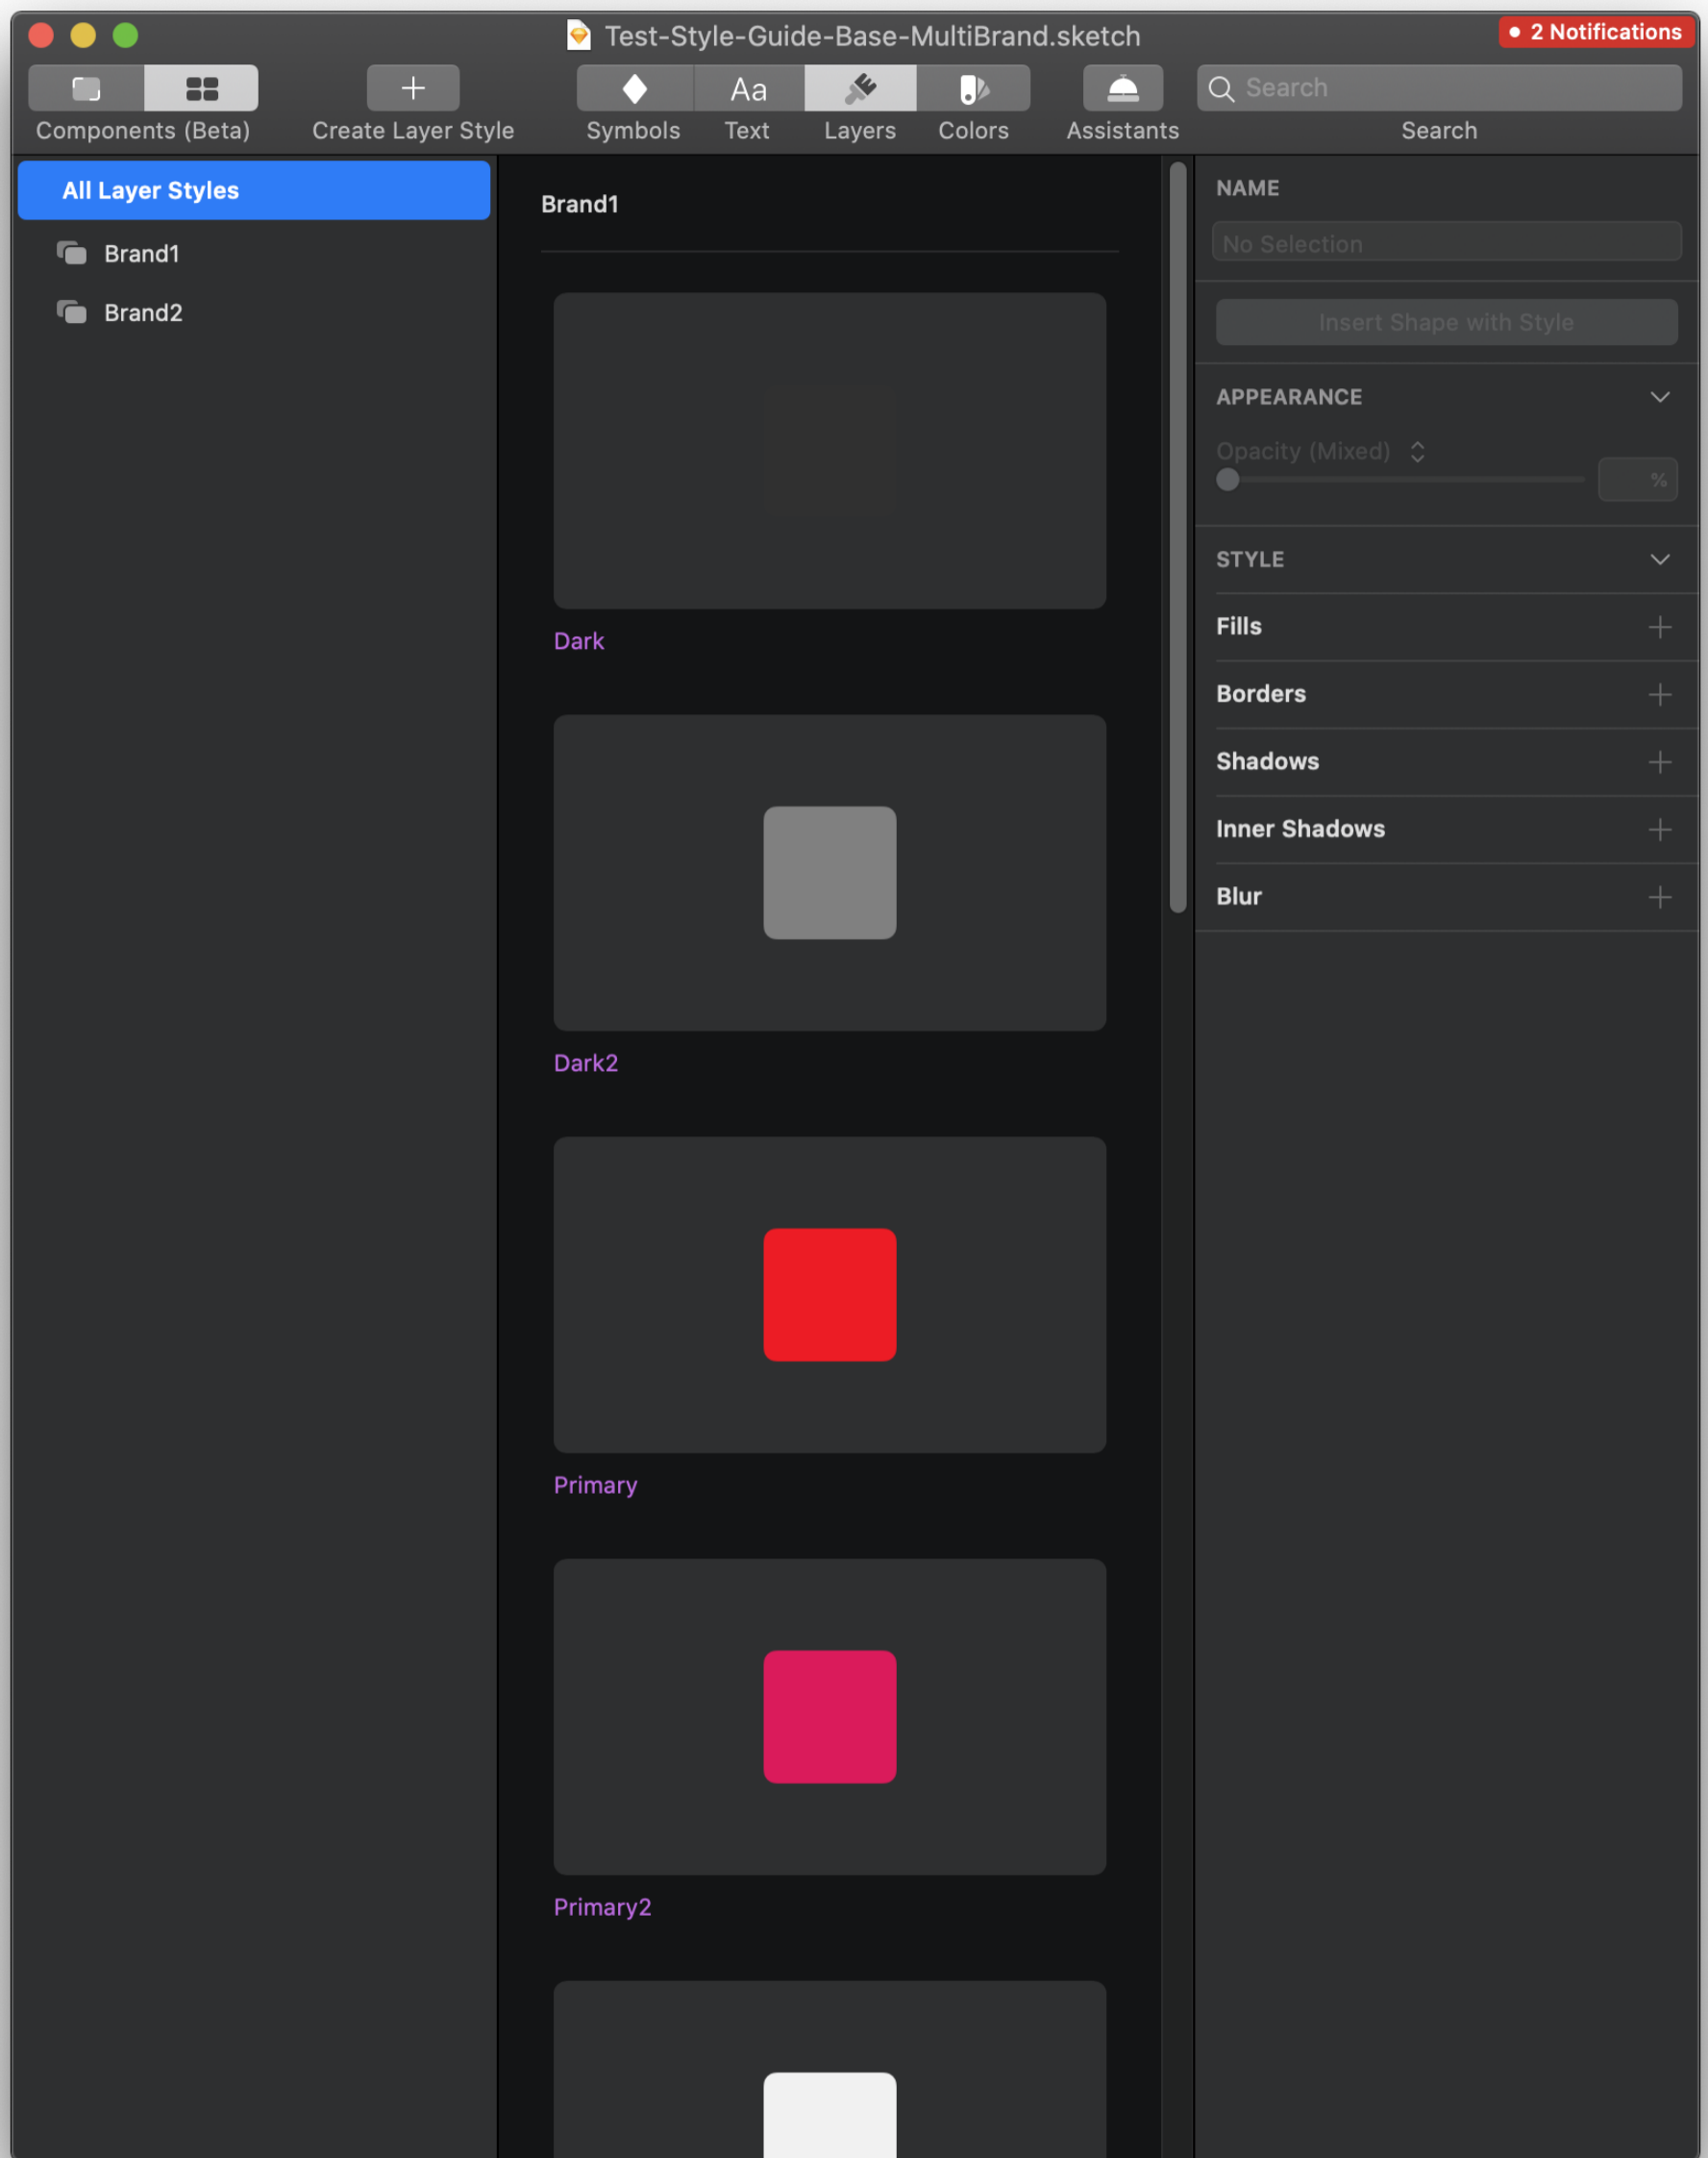 Test-Style-Guide-Base-MultiBrand.sketch
2 Notifications
Aa
Search
Components (Beta)
Create Layer Style
Symbols
Text
Layers
Colors
Assistants
Search
All Layer Styles
Brand1
Brand2
Brand1
Dark
Dark2
Primary
Primary2
NAME
No Selection
Insert Shape with Style
APPEARANCE
Opacity (Mixed)
%
STYLE
Fills
Borders
Shadows
Inner Shadows
Blur